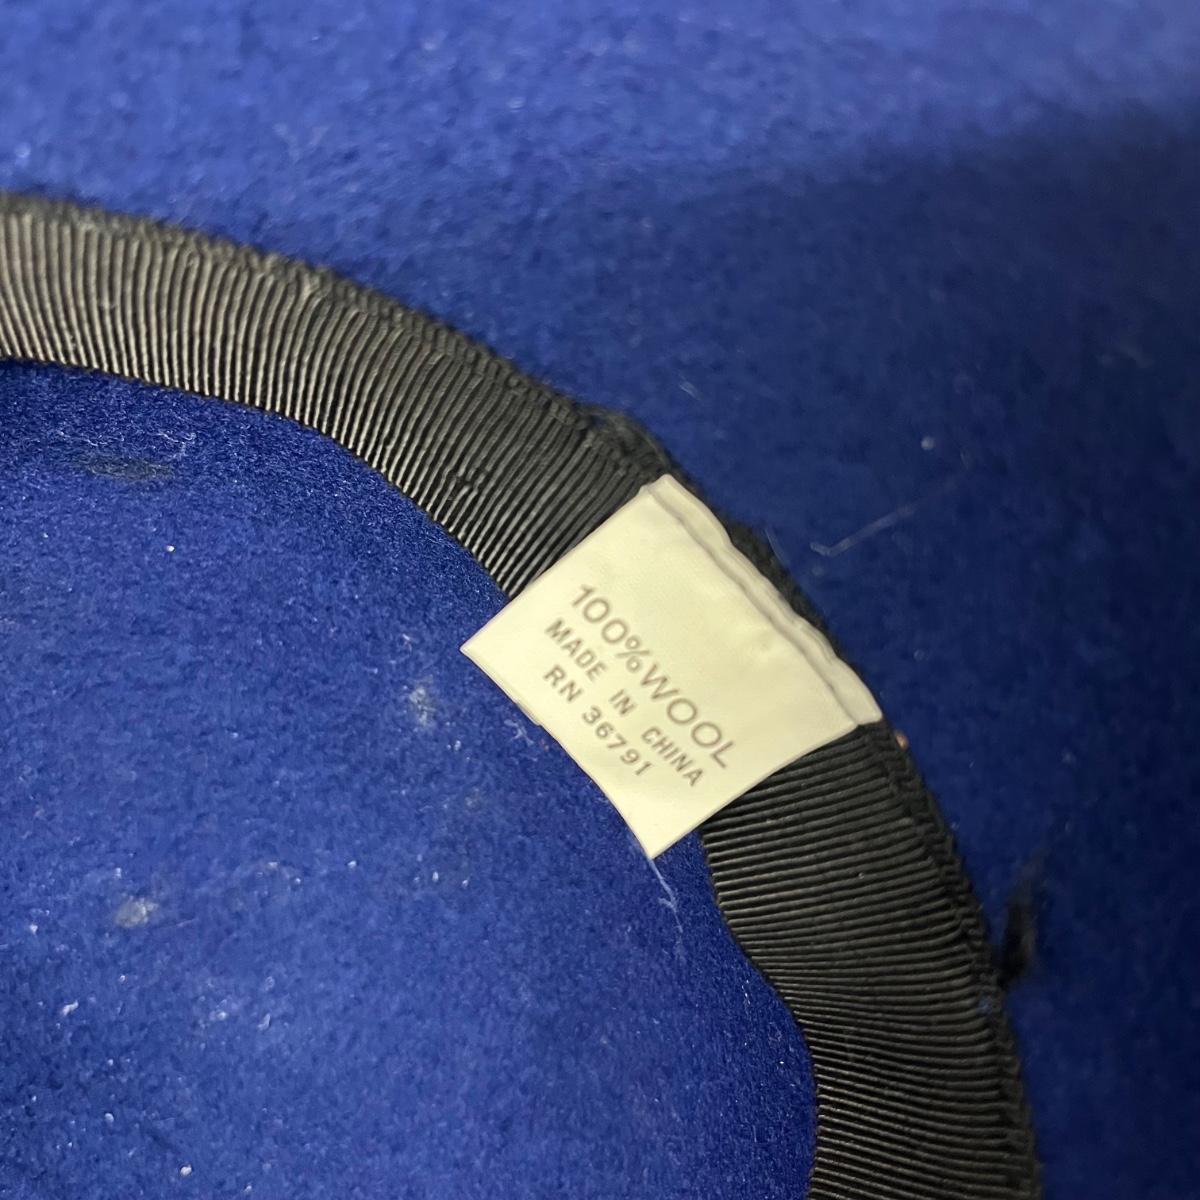 100% WOOL
MADE IN CHINA
RN 36791